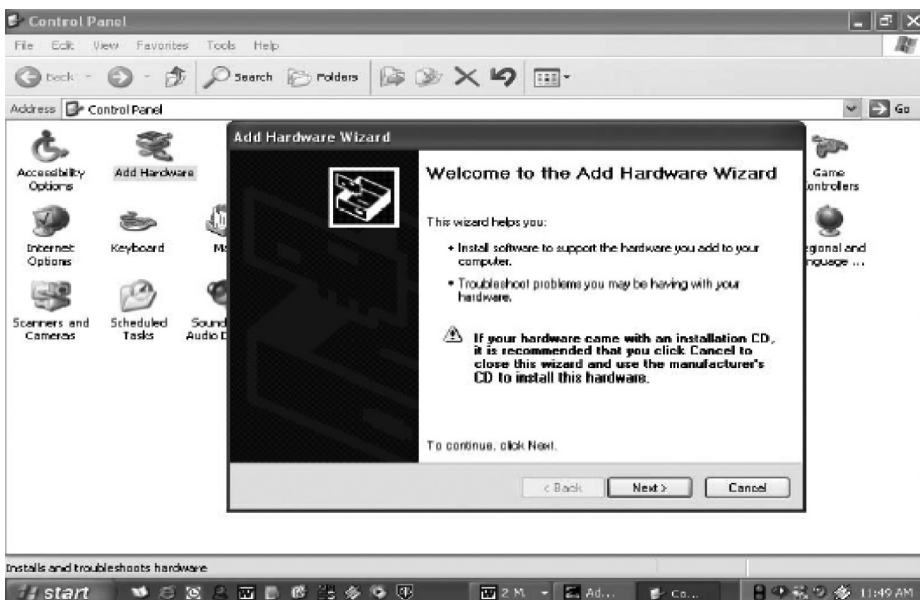 Control Panel
File Edit View Favorites Tools Help
Back Search Folders
Address Control Panel Go
Add Hardware Wizard
Accessibility
Options
Add Hardware
Game
ontrollers
Welcome to the Add Hardware Wizard
This wizard helps you:
• Install software to support the hardware you add to your
computer.
• Troubleshoot problems you may be having with your
hardware.
Internet
Options
Keyboard
gional and
nguage ...
Scanners and
Cameras
Scheduled
Tasks
Sound
Audio D
If your hardware came with an installation CD,
it is recommended that you click Cancel to
close this wizard and use the manufacturer's
CD to install this hardware.
To continue, click Next.
< Back Next > Cancel
Installs and troubleshoots hardware
start 2 M. Ad... Co... 11:49 AM